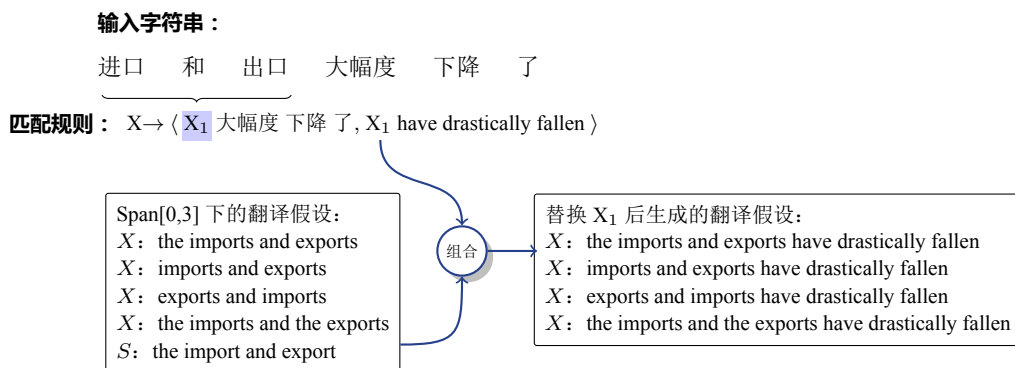 输入字符串：
进口 和 出口 大幅度 下降 了
匹配规则： X→⟨ X₁ 大幅度 下降 了, X₁ have drastically fallen ⟩
Span[0,3] 下的翻译假设：
X： the imports and exports
X： imports and exports
X： exports and imports
X： the imports and the exports
S： the import and export
组合
替换 X₁ 后生成的翻译假设：
X： the imports and exports have drastically fallen
X： imports and exports have drastically fallen
X： exports and imports have drastically fallen
X： the imports and the exports have drastically fallen